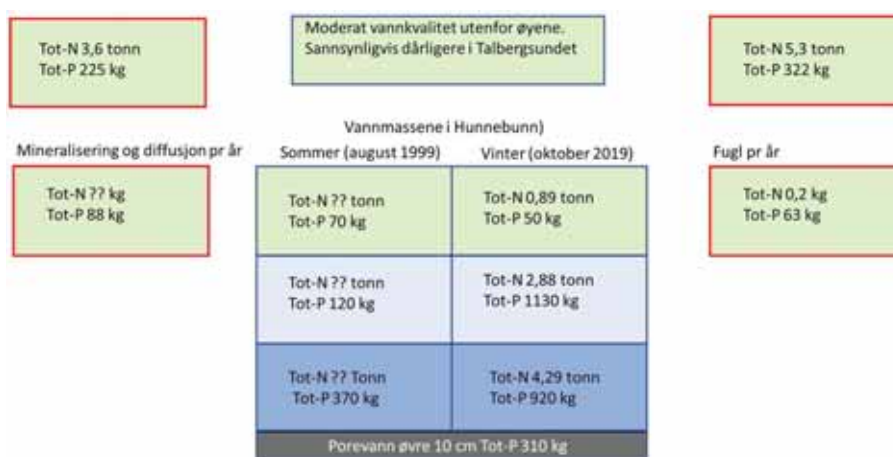 Tot-N 3,6 tonn
Tot-P 225 kg
Moderat vannkvalitet utenfor øyene.
Sannsynligvis dårligere i Talbergsundet
Tot-N 5,3 tonn
Tot-P 322 kg
Vannmassene i Hunnebunn)
Mineralisering og diffusjon pr år
Sommer (august 1999)
Vinter (oktober 2019)
Fugl pr år
Tot-N ?? kg
Tot-P 88 kg
Tot-N ?? tonn
Tot-P 70 kg
Tot-N 0,89 tonn
Tot-P 50 kg
Tot-N 0,2 kg
Tot-P 63 kg
Tot-N ?? tonn
Tot-P 120 kg
Tot-N 2,88 tonn
Tot-P 1130 kg
Tot-N ?? Tonn
Tot-P 370 kg
Tot-N 4,29 tonn
Tot-P 920 kg
Porevann øvre 10 cm Tot-P 310 kg